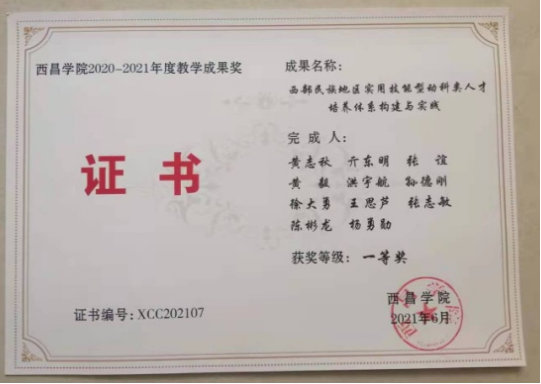 西昌学院2020-2021年度教学成果奖
证书
证书编号:XCC202107
成果名称:
西部民族地区实用技能型动科类人才
培养体系构建与实践
完成人:
黄志秋 亓东明 张谊
黄毅 洪宇航 孙德刚
徐大勇 王思芦 张志敏
陈彬龙 杨勇勋
获奖等级:一等奖
西昌学院
2021年6月